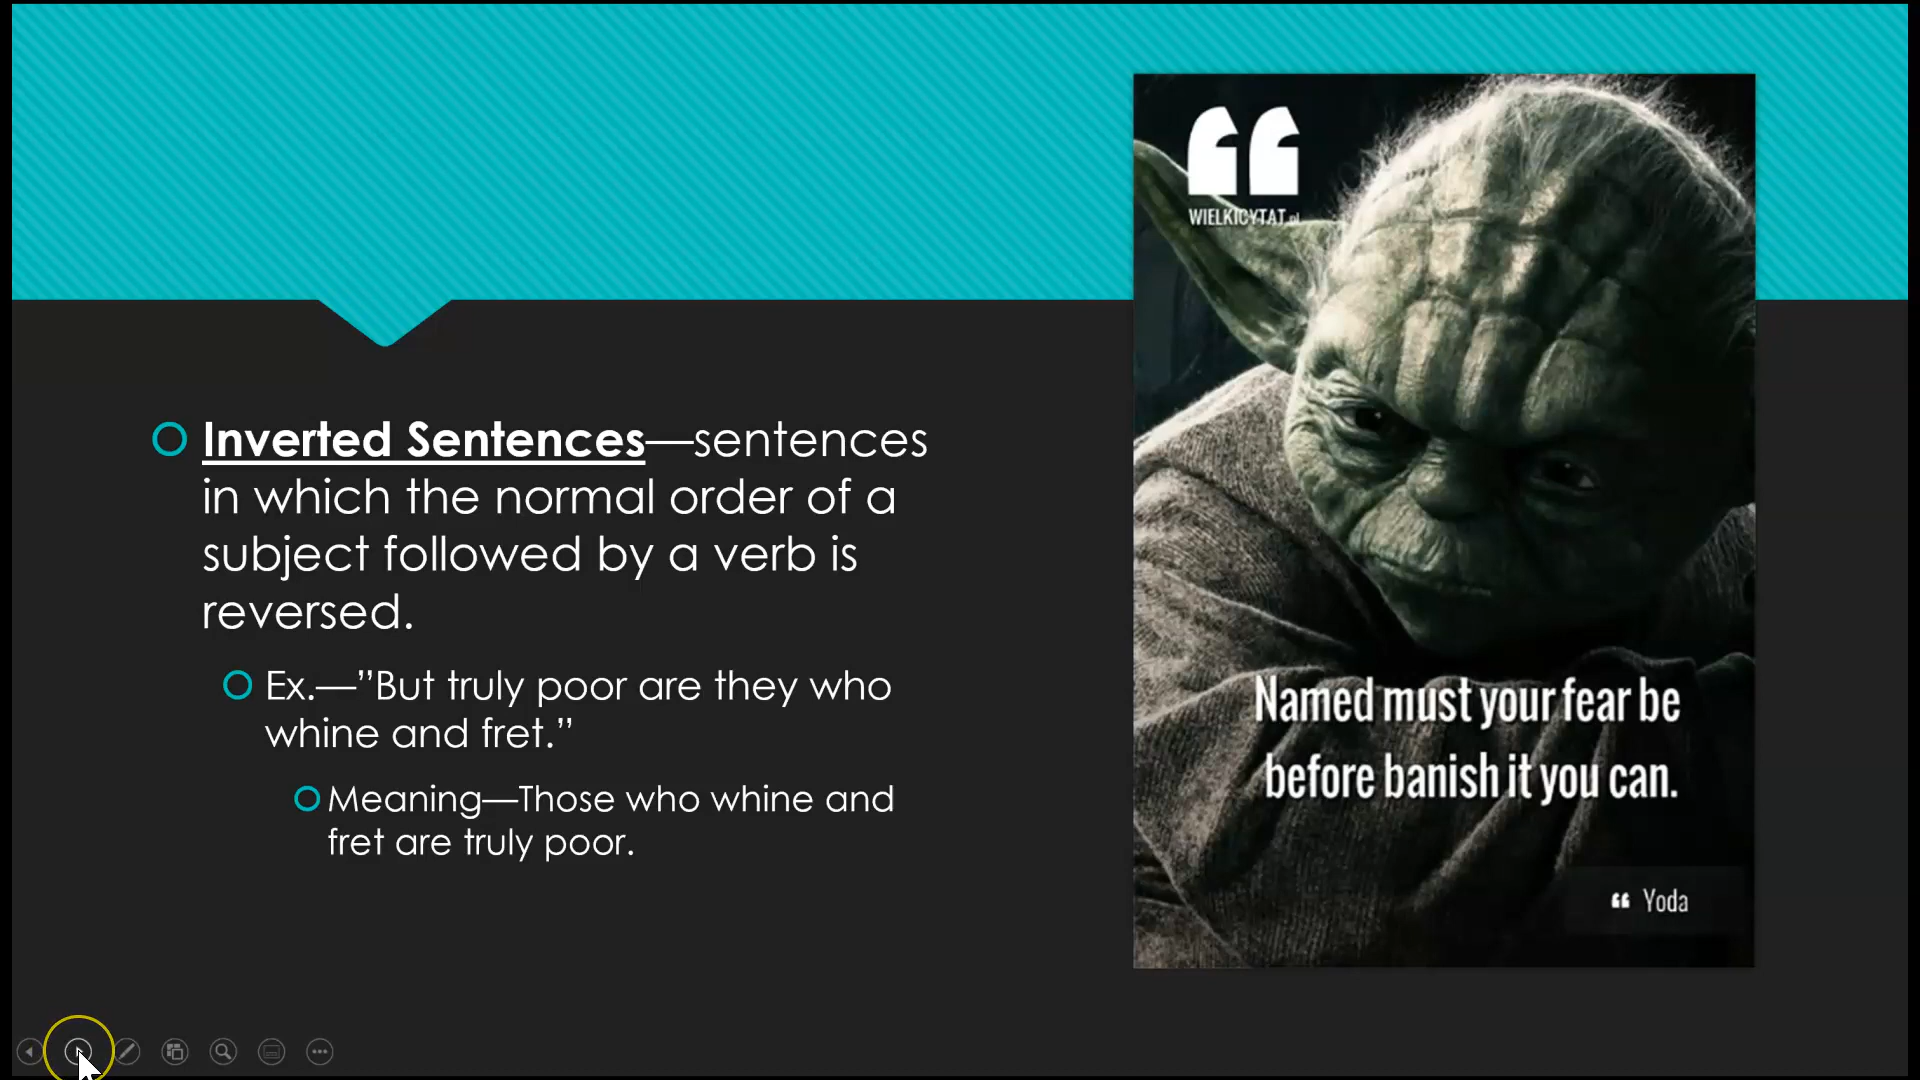 Inverted Sentences—sentences
in which the normal order of a
subject followed by a verb is
reversed.
Ex.—”But truly poor are they who
whine and fret.”
Meaning—Those who whine and
fret are truly poor.
WIELKICYTAT.pl
Named must your fear be
before banish it you can.
Yoda